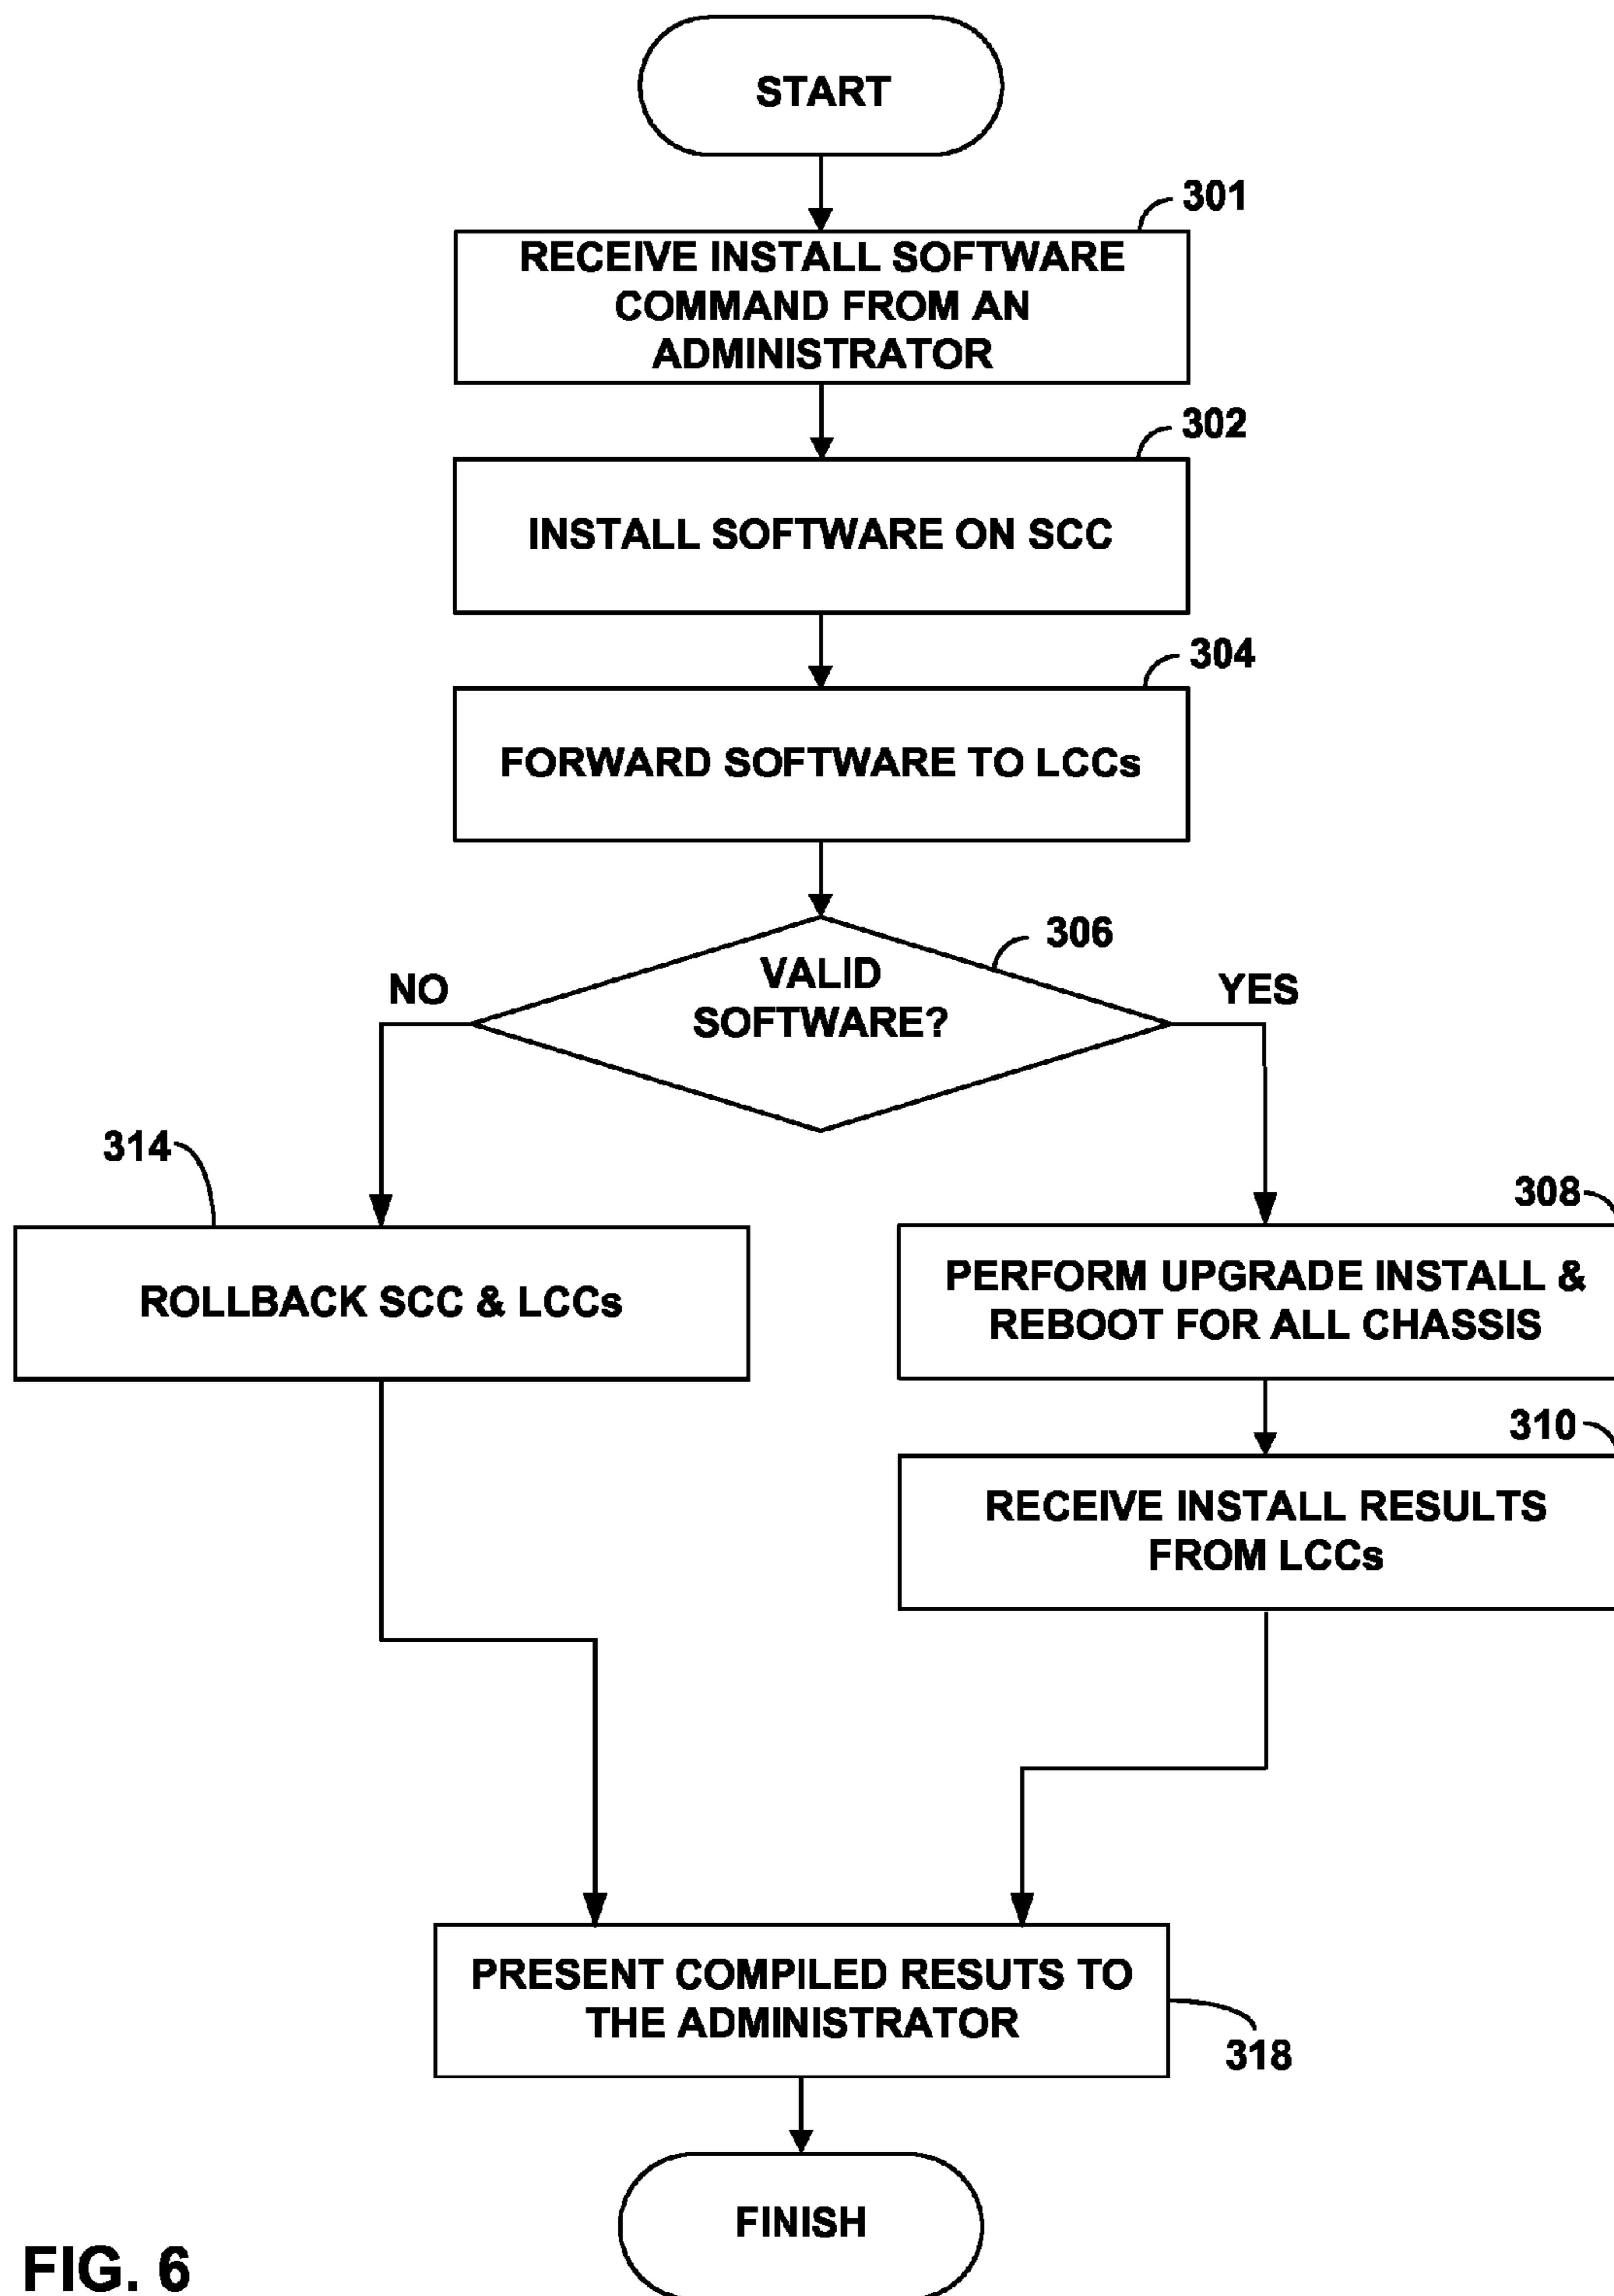 START
301
RECEIVE INSTALL SOFTWARE
COMMAND FROM AN
ADMINISTRATOR
302
INSTALL SOFTWARE ON SCC
304
FORWARD SOFTWARE TO LCCs
306
VALID
SOFTWARE?
NO
YES
314
ROLLBACK SCC & LCCs
308
PERFORM UPGRADE INSTALL &
REBOOT FOR ALL CHASSIS
310
RECEIVE INSTALL RESULTS
FROM LCCs
PRESENT COMPILED RESUTS TO
THE ADMINISTRATOR
318
FINISH
FIG. 6